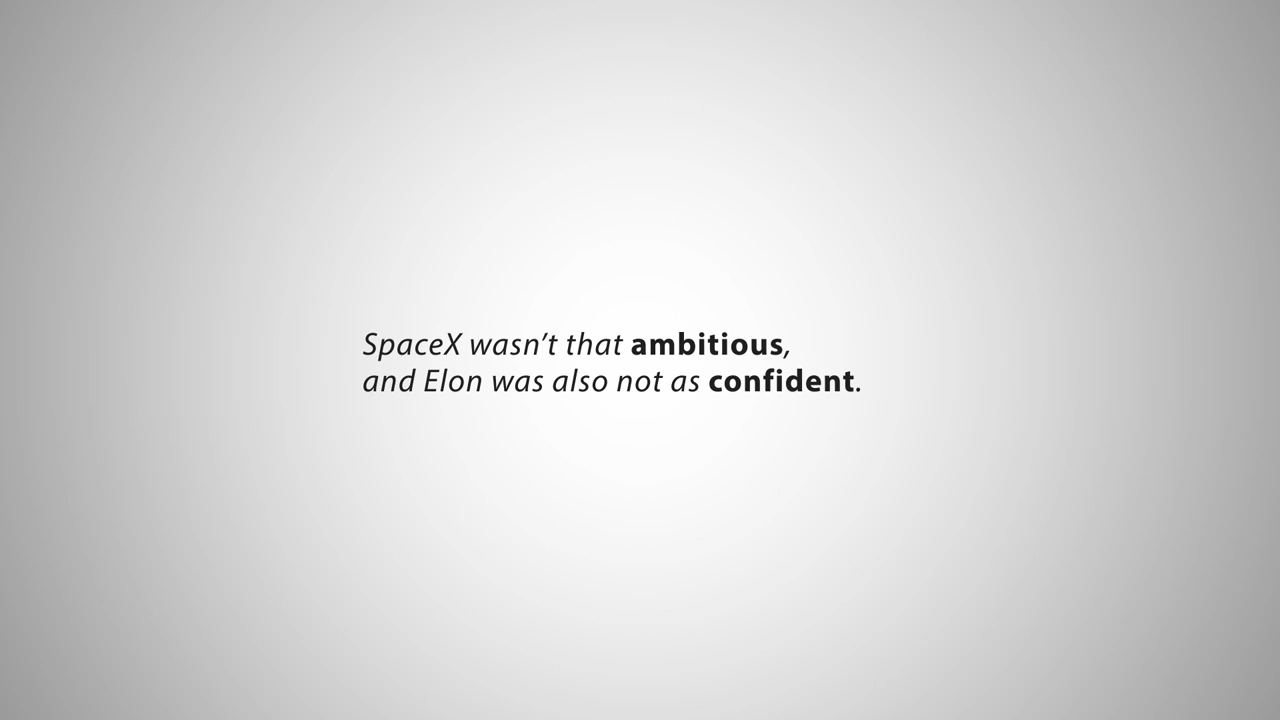 SpaceX wasn’t that ambitious,
and Elon was also not as confident.